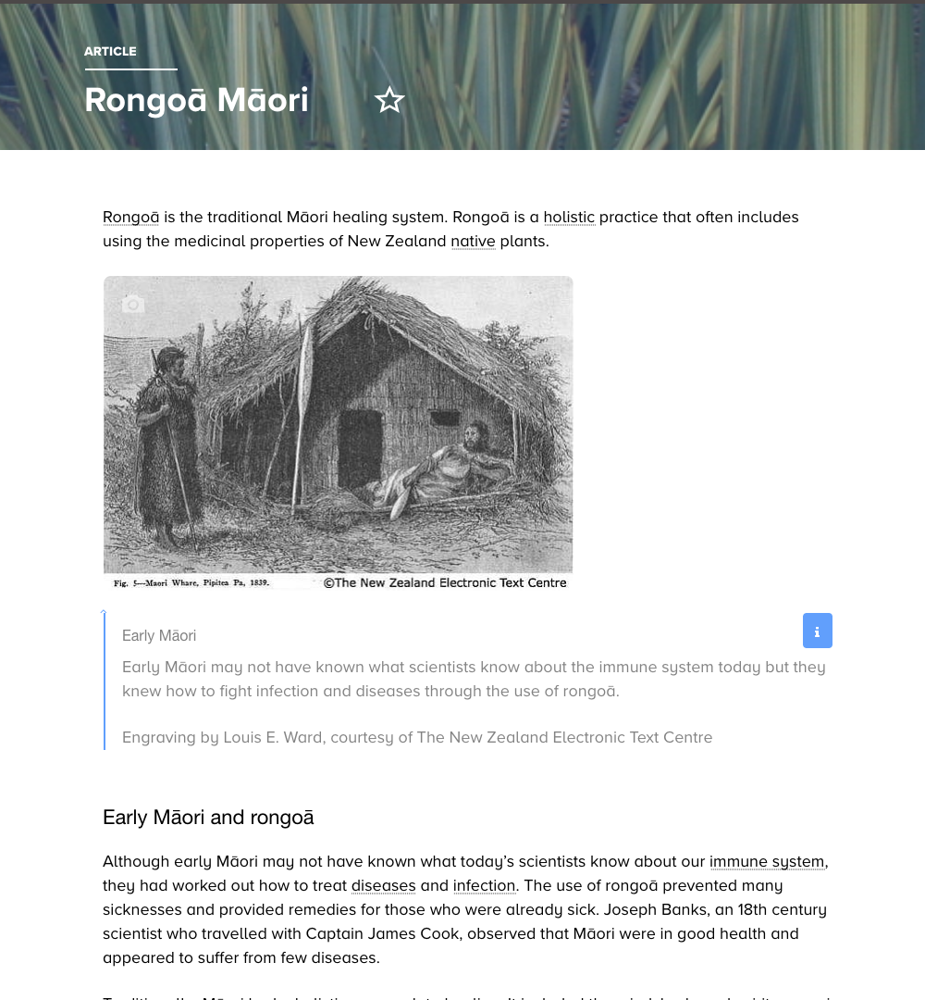 ARTICLE
Rongoā Māori
Rongoā is the traditional Māori healing system. Rongoā is a holistic practice that often includes
using the medicinal properties of New Zealand native plants.
Fig. 5—Maori Whare, Pipitea Pa, 1839.
©The New Zealand Electronic Text Centre
Early Māori
Early Māori may not have known what scientists know about the immune system today but they
knew how to fight infection and diseases through the use of rongoā.
Engraving by Louis E. Ward, courtesy of The New Zealand Electronic Text Centre
Early Māori and rongoā
Although early Māori may not have known what today’s scientists know about our immune system,
they had worked out how to treat diseases and infection. The use of rongoā prevented many
sicknesses and provided remedies for those who were already sick. Joseph Banks, an 18th century
scientist who travelled with Captain James Cook, observed that Māori were in good health and
appeared to suffer from few diseases.